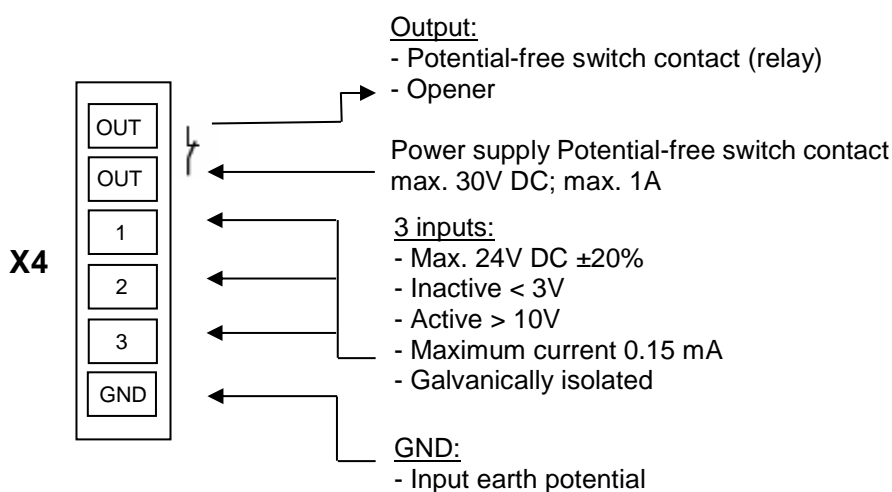 Output:
- Potential-free switch contact (relay)
- Opener
OUT
OUT
Power supply Potential-free switch contact
max. 30V DC; max. 1A
X4
1
2
3
GND
3 inputs:
- Max. 24V DC ±20%
- Inactive < 3V
- Active > 10V
- Maximum current 0.15 mA
- Galvanically isolated
GND:
- Input earth potential